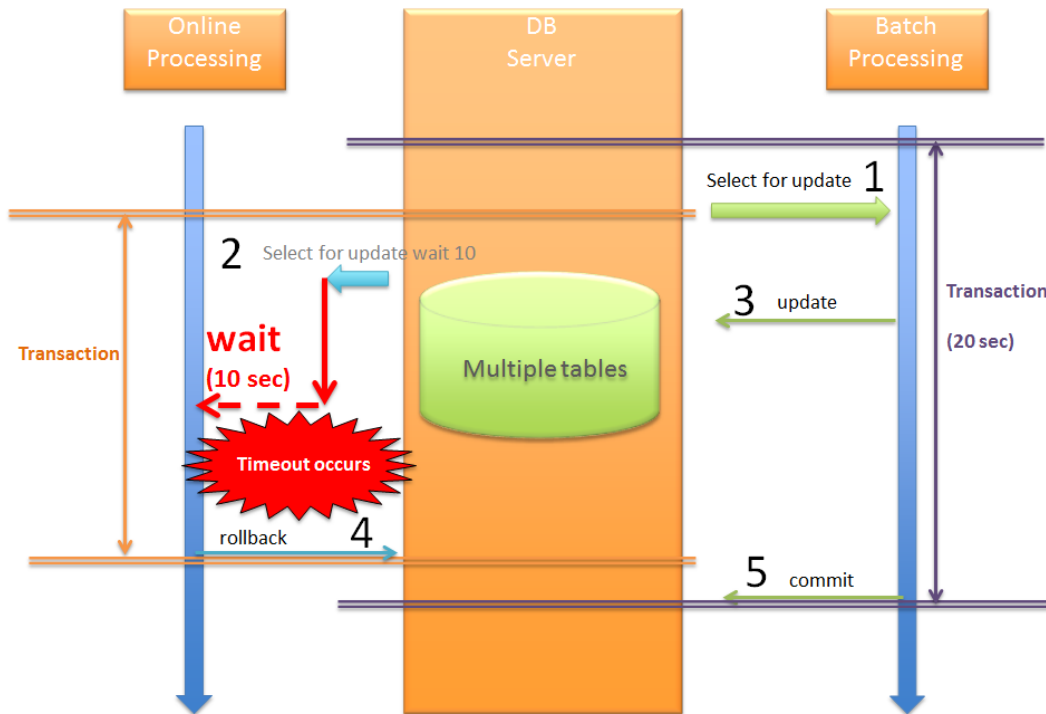 Online
Processing
DB
Server
Batch
Processing
Select for update 1
2 Select for update wait 10
3 update
Transaction
(20 sec)
wait
(10 sec)
Transaction
Multiple tables
Timeout occurs
rollback 4
5 commit